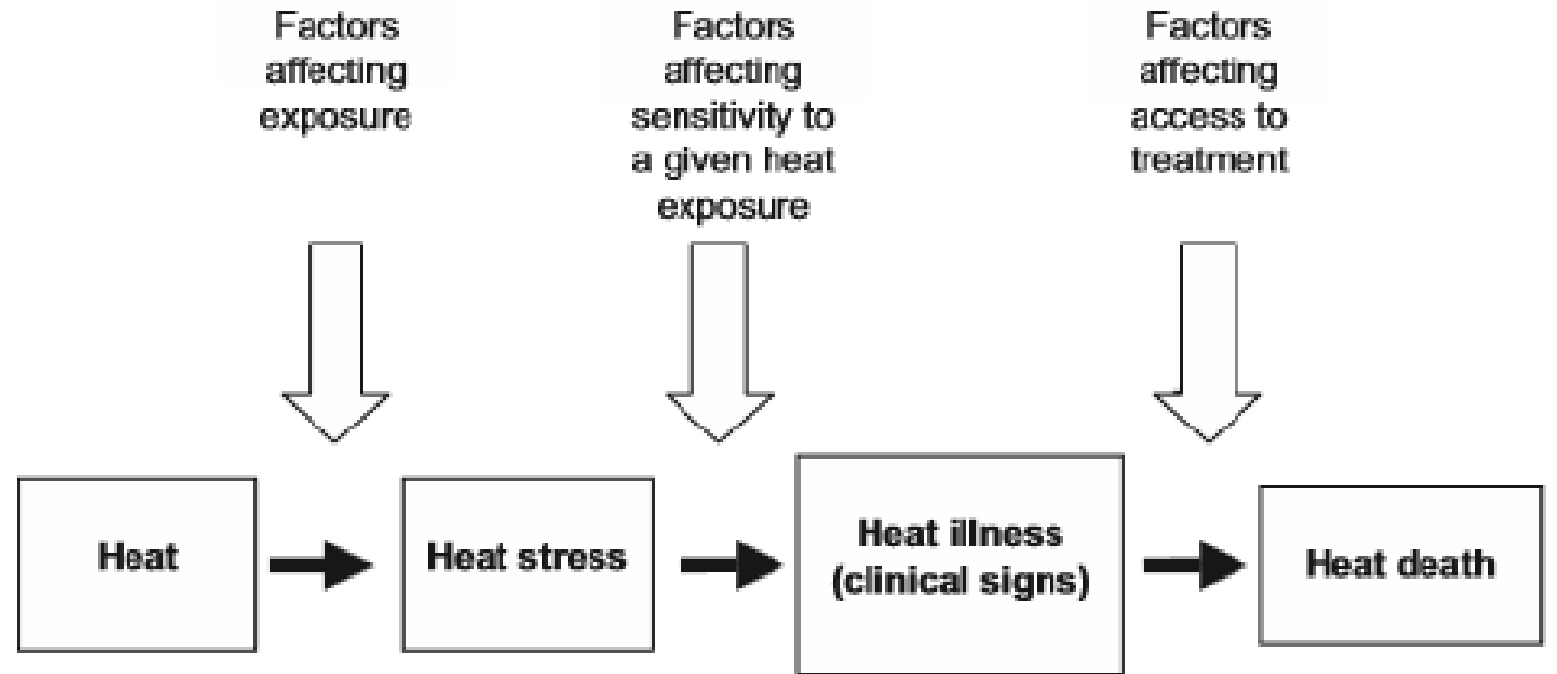 Factors
affecting
exposure
Factors
affecting
sensitivity to
a given heat
exposure
Factors
affecting
access to
treatment
Heat
Heat stress
Heat illness
(clinical signs)
Heat death